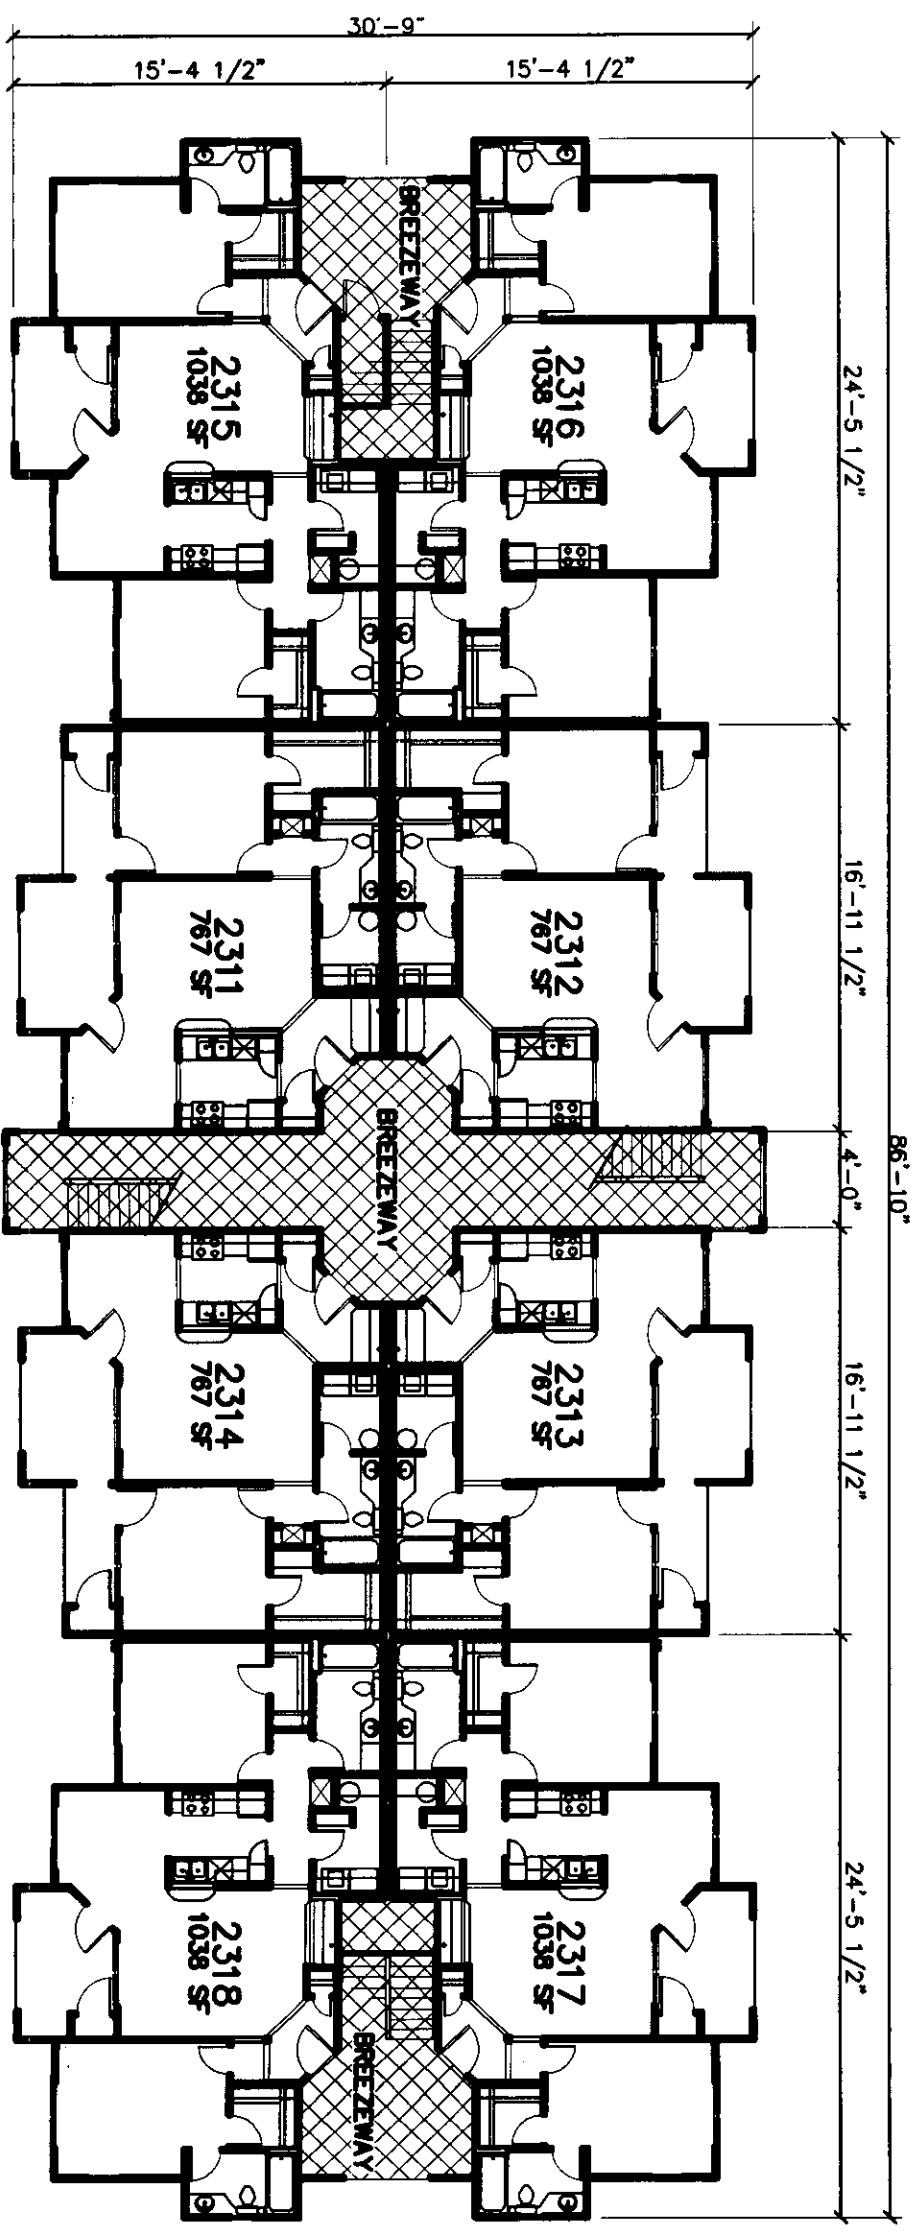 30'-9"
15'-4 1/2"
15'-4 1/2"
BREEZEWAY
2315
1038 SF
2316
1038 SF
24'-5 1/2"
2311
767 SF
2312
767 SF
16'-11 1/2"
BREEZEWAY
4'-0"
86'-10"
2314
767 SF
2313
767 SF
16'-11 1/2"
2318
1038 SF
2317
1038 SF
24'-5 1/2"
BREEZEWAY